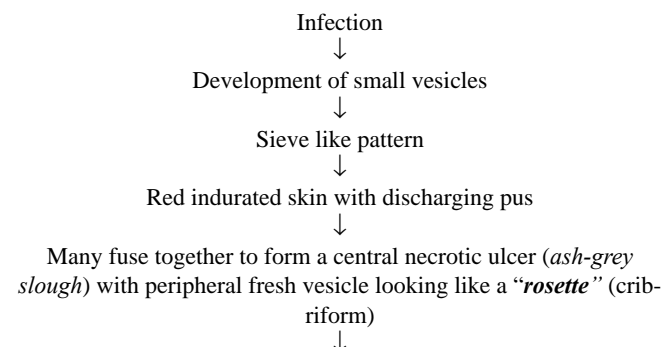 Infection
↓
Development of small vesicles
↓
Sieve like pattern
↓
Red indurated skin with discharging pus
↓
Many fuse together to form a central necrotic ulcer (ash-grey
slough) with peripheral fresh vesicle looking like a “rosette” (crib-
riform)
↓